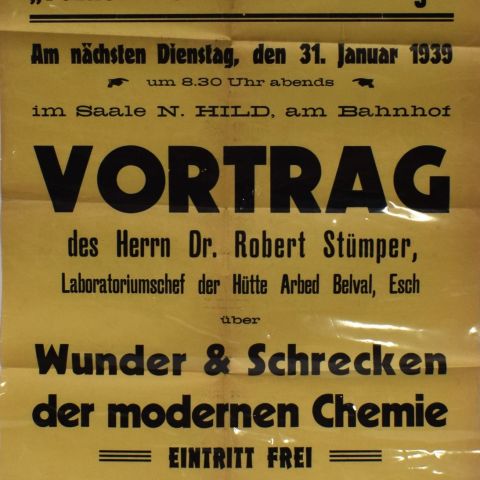 Am nächsten Dienstag, den 31. Januar 1939
um 8.30 Uhr abends
im Saale N. HILD, am Bahnhof
VORTRAG
des Herrn Dr. Robert Stümper,
Laboratoriumschef der Hütte Arbed Belval, Esch
über
Wunder & Schrecken
der modernen Chemie
EINTRITT FREI